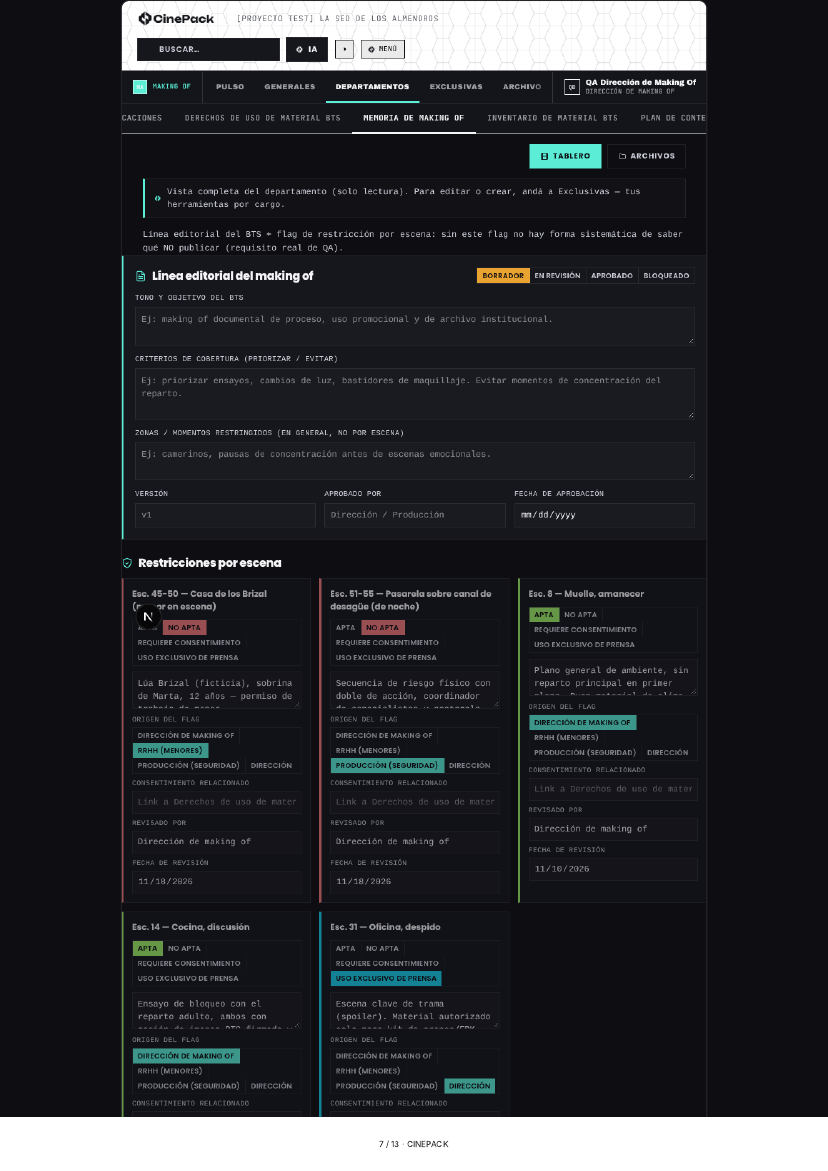 CinePack
[PROYECTO TEST] LA SED DE LOS ALMENDROS
BUSCAR…
IA
MENÚ
MAKING OF
PULSO
GENERALES
DEPARTAMENTOS
EXCLUSIVAS
ARCHIVO
QD
QA Dirección de Making Of
DIRECCIÓN DE MAKING OF
CACIONES
DERECHOS DE USO DE MATERIAL BTS
MEMORIA DE MAKING OF
INVENTARIO DE MATERIAL BTS
PLAN DE CONTE
TABLERO
ARCHIVOS
Vista completa del departamento (solo lectura). Para editar o crear, andá a Exclusivas — tus
herramientas por cargo.
Línea editorial del BTS + flag de restricción por escena: sin este flag no hay forma sistemática de saber
qué NO publicar (requisito real de QA).
Línea editorial del making of
BORRADOR
EN REVISIÓN
APROBADO
BLOQUEADO
TONO Y OBJETIVO DEL BTS
Ej: making of documental de proceso, uso promocional y de archivo institucional.
CRITERIOS DE COBERTURA (PRIORIZAR / EVITAR)
Ej: priorizar ensayos, cambios de luz, bastidores de maquillaje. Evitar momentos de concentración del
reparto.
ZONAS / MOMENTOS RESTRINGIDOS (EN GENERAL, NO POR ESCENA)
Ej: camerinos, pausas de concentración antes de escenas emocionales.
VERSIÓN
APROBADO POR
FECHA DE APROBACIÓN
v1
Dirección / Producción
mm/dd/yyyy
Restricciones por escena
Esc. 45-50 — Casa de los Brizal
en escena)
N
NO APTA
REQUIERE CONSENTIMIENTO
USO EXCLUSIVO DE PRENSA
Lúa Brizal (ficticia), sobrina
de Marta, 12 años — permiso de
ORIGEN DEL FLAG
DIRECCIÓN DE MAKING OF
RRHH (MENORES)
PRODUCCIÓN (SEGURIDAD)
DIRECCIÓN
CONSENTIMIENTO RELACIONADO
Link a Derechos de uso de mater
REVISADO POR
Dirección de making of
FECHA DE REVISIÓN
11/18/2026
Esc. 51-55 — Pasarela sobre canal de
desagüe (de noche)
APTA
NO APTA
REQUIERE CONSENTIMIENTO
USO EXCLUSIVO DE PRENSA
Secuencia de riesgo físico con
doble de acción, coordinador
ORIGEN DEL FLAG
DIRECCIÓN DE MAKING OF
RRHH (MENORES)
PRODUCCIÓN (SEGURIDAD)
DIRECCIÓN
CONSENTIMIENTO RELACIONADO
Link a Derechos de uso de mater
REVISADO POR
Dirección de making of
FECHA DE REVISIÓN
11/18/2026
Esc. 8 — Muelle, amanecer
APTA
NO APTA
REQUIERE CONSENTIMIENTO
USO EXCLUSIVO DE PRENSA
Plano general de ambiente, sin
reparto principal en primer
ORIGEN DEL FLAG
DIRECCIÓN DE MAKING OF
RRHH (MENORES)
PRODUCCIÓN (SEGURIDAD)
DIRECCIÓN
CONSENTIMIENTO RELACIONADO
Link a Derechos de uso de mater
REVISADO POR
Dirección de making of
FECHA DE REVISIÓN
11/10/2026
Esc. 14 — Cocina, discusión
APTA
NO APTA
REQUIERE CONSENTIMIENTO
USO EXCLUSIVO DE PRENSA
Ensayo de bloqueo con el
reparto adulto, ambos con
ORIGEN DEL FLAG
DIRECCIÓN DE MAKING OF
RRHH (MENORES)
PRODUCCIÓN (SEGURIDAD)
DIRECCIÓN
CONSENTIMIENTO RELACIONADO
Esc. 31 — Oficina, despido
APTA
NO APTA
REQUIERE CONSENTIMIENTO
USO EXCLUSIVO DE PRENSA
Escena clave de trama
(spoiler). Material autorizado
ORIGEN DEL FLAG
DIRECCIÓN DE MAKING OF
RRHH (MENORES)
PRODUCCIÓN (SEGURIDAD)
DIRECCIÓN
CONSENTIMIENTO RELACIONADO
7 / 13 · CINEPACK